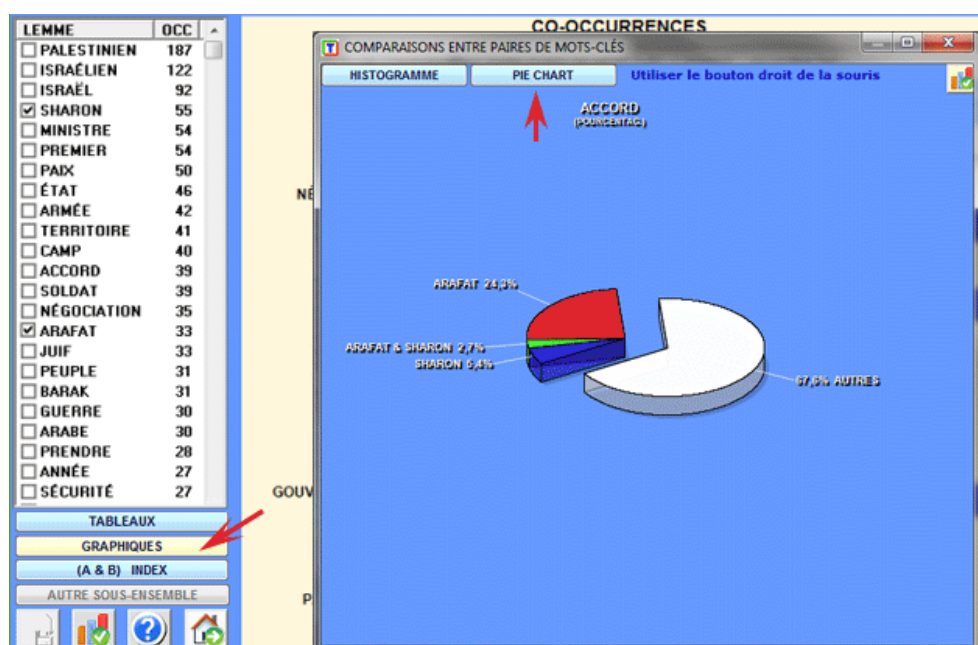 LEMME OCC
PALESTINIEN 187
ISRAÉLIEN 122
ISRAËL 92
SHARON 55
MINISTRE 54
PREMIER 54
PAIX 50
ÉTAT 46
ARMÉE 42
TERRITOIRE 41
CAMP 40
ACCORD 39
SOLDAT 39
NÉGOCIATION 35
ARAFAT 33
JUIF 33
PEUPLE 31
BARAK 31
GUERRE 30
ARABE 30
PRENDRE 28
ANNÉE 27
SÉCURITÉ 27
TABLEAUX
GRAPHIQUES
(A & B) INDEX
AUTRE SOUS-ENSEMBLE
CO-OCCURRENCES
NÉ
GOUV
P
COMPARAISONS ENTRE PAIRES DE MOTS-CLÉS
HISTOGRAMME PIE CHART Utiliser le bouton droit de la souris
ACCORD
(POURCENTAG.)
ARAFAT 24,3%
ARAFAT & SHARON 2,7%
SHARON 5,4%
67,6% AUTRES